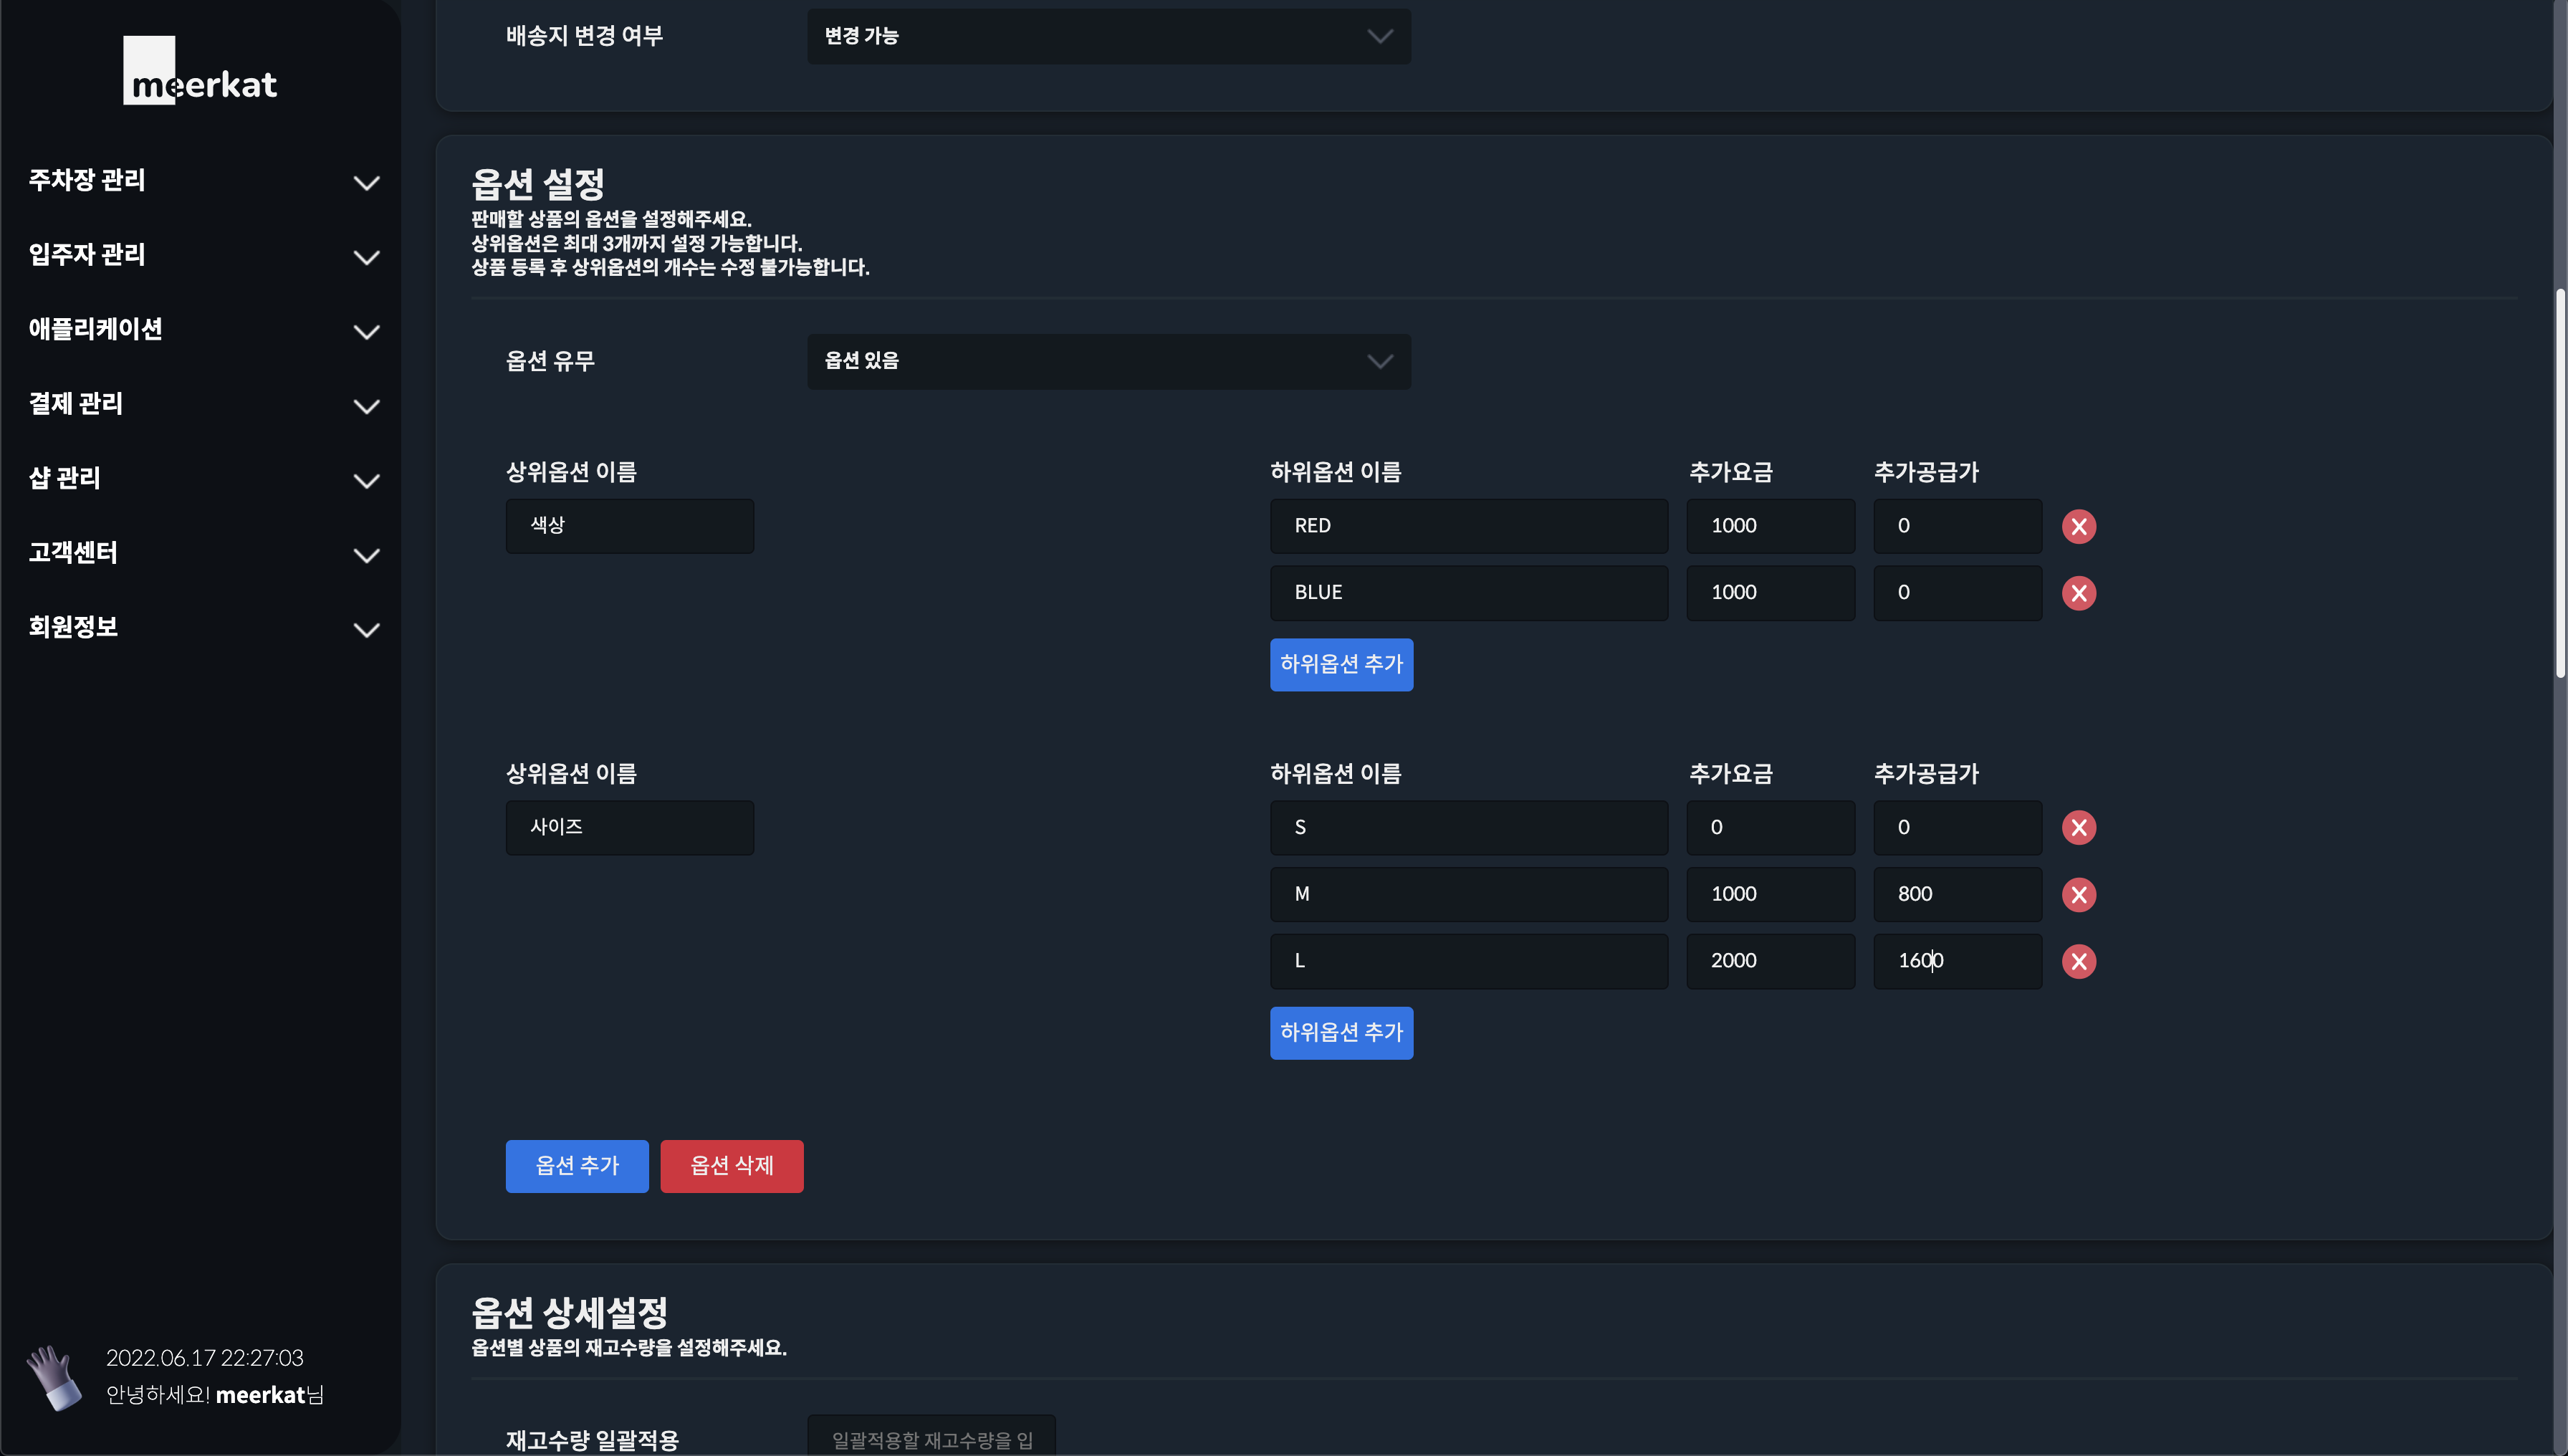 meerkat
주차장 관리
입주자 관리
애플리케이션
결제 관리
샵 관리
고객센터
회원정보
2022.06.17 22:27:03
안녕하세요! meerkat님
배송지 변경 여부
변경 가능
옵션 설정
판매할 상품의 옵션을 설정해주세요.
상위옵션은 최대 3개까지 설정 가능합니다.
상품 등록 후 상위옵션의 개수는 수정 불가능합니다.
옵션 유무
옵션 있음
상위옵션 이름 하위옵션 이름 추가요금 추가공급가
색상 RED 1000 0
BLUE 1000 0
하위옵션 추가
상위옵션 이름 하위옵션 이름 추가요금 추가공급가
사이즈 S 0 0
M 1000 800
L 2000 1600
하위옵션 추가
옵션 추가 옵션 삭제
옵션 상세설정
옵션별 상품의 재고수량을 설정해주세요.
재고수량 일괄적용 일괄적용할 재고수량을 입